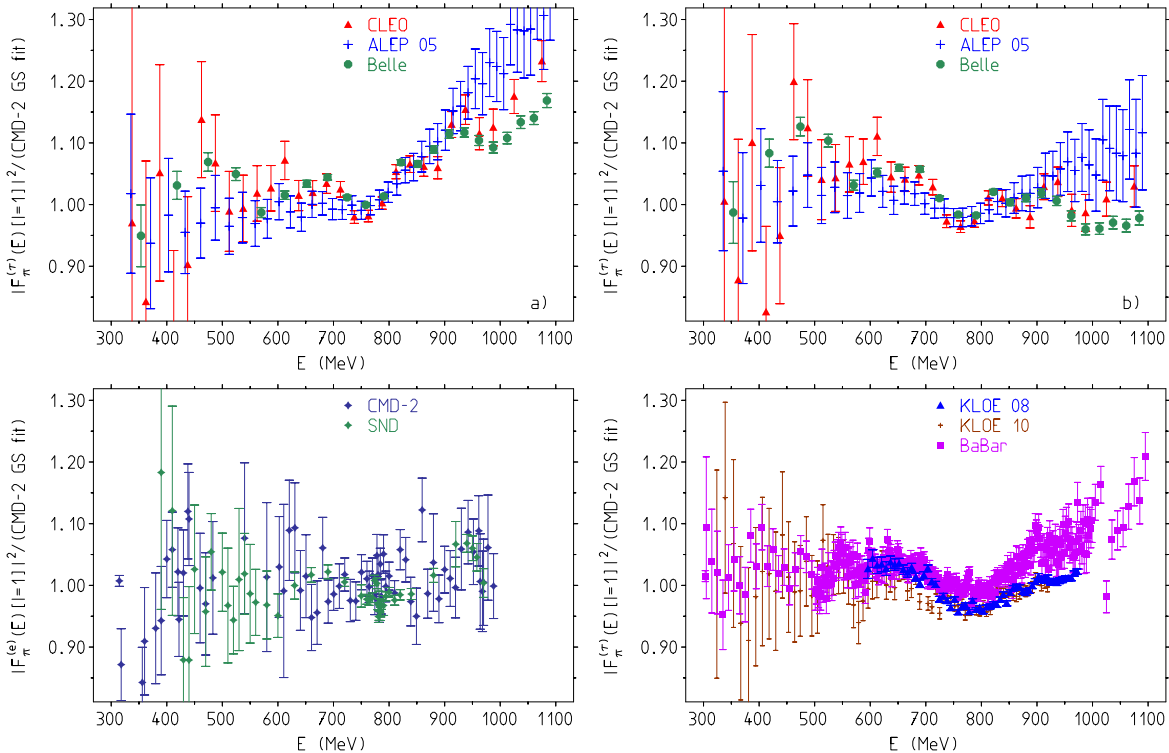 1.30
1.20
1.10
1.00
0.90
|Fπ(τ)(E)[I=1]|²/(CMD-2 GS fit)
CLEO
ALEP 05
Belle
a)
300 400 500 600 700 800 900 1000 1100
E (MeV)
1.30
1.20
1.10
1.00
0.90
|Fπ(τ)(E)[I=1]|²/(CMD-2 GS fit)
CLEO
ALEP 05
Belle
b)
300 400 500 600 700 800 900 1000 1100
E (MeV)
1.30
1.20
1.10
1.00
0.90
|Fπ(e)(E)[I=1]|²/(CMD-2 GS fit)
CMD-2
SND
300 400 500 600 700 800 900 1000 1100
E (MeV)
1.30
1.20
1.10
1.00
0.90
|Fπ(τ)(E)[I=1]|²/(CMD-2 GS fit)
KLOE 08
KLOE 10
BaBar
300 400 500 600 700 800 900 1000 1100
E (MeV)